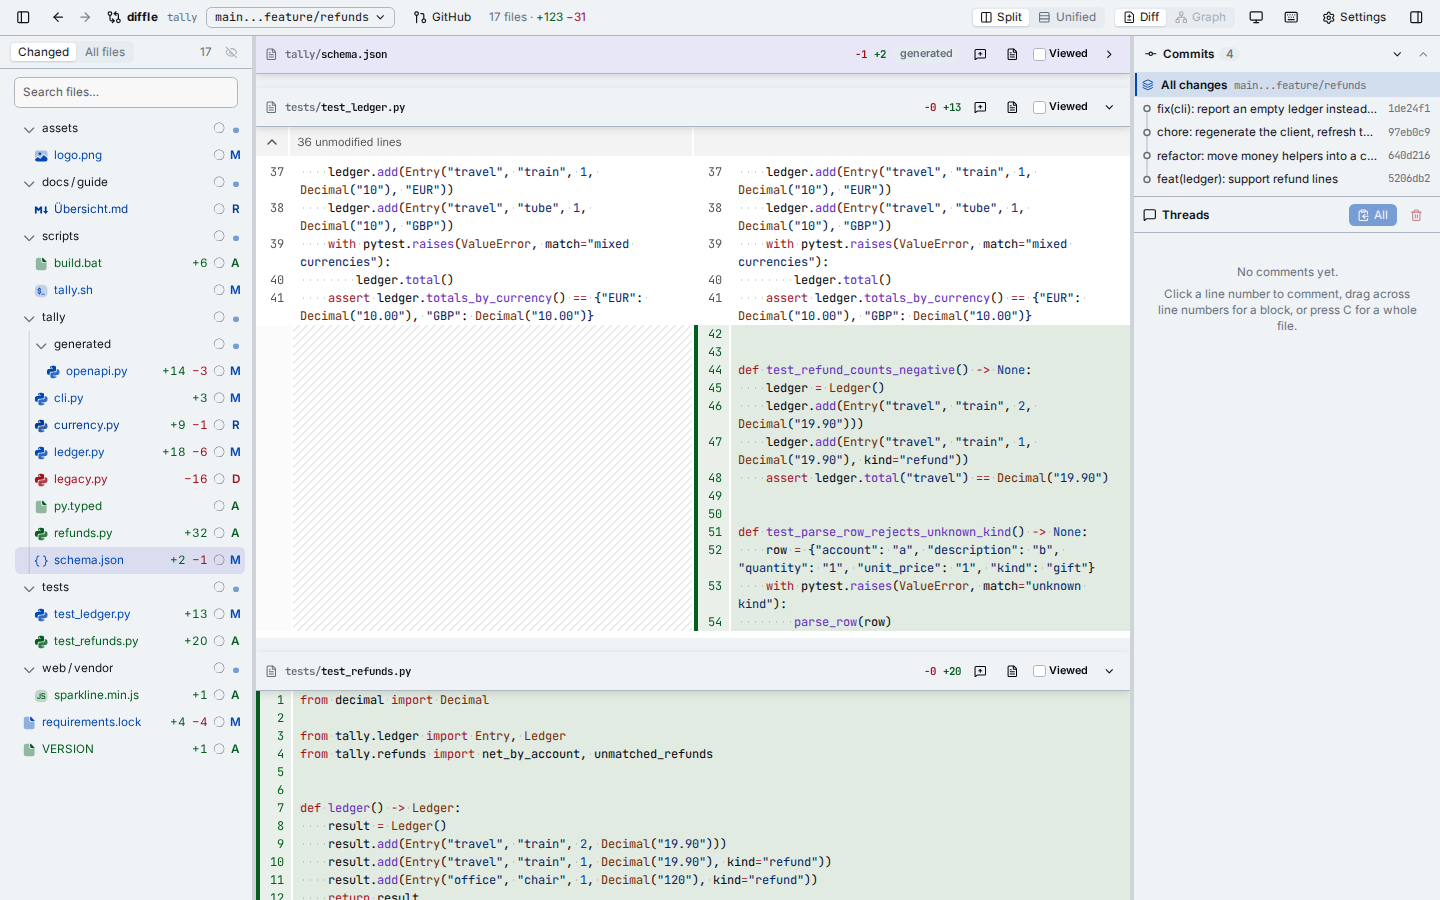 diffle tally main...feature/refunds GitHub 17 files · +123 −31 Split Unified Diff Graph Settings
Changed All files 17
Search files...
assets
logo.png M
docs / guide
Übersicht.md R
scripts
build.bat +6 A
tally.sh M
tally
generated
openapi.py +14 −3 M
cli.py +3 M
currency.py +9 −1 R
ledger.py +18 −6 M
legacy.py −16 D
py.typed A
refunds.py +32 A
schema.json +2 −1 M
tests
test_ledger.py +13 M
test_refunds.py +20 A
web / vendor
sparkline.min.js +1 A
requirements.lock +4 −4 M
VERSION +1 A
tally/schema.json -1 +2 generated Viewed
tests/test_ledger.py -0 +13 Viewed
36 unmodified lines
37 ledger.add(Entry("travel", "train", 1,
Decimal("10"), "EUR"))
38 ledger.add(Entry("travel", "tube", 1,
Decimal("10"), "GBP"))
39 with pytest.raises(ValueError, match="mixed
currencies"):
40 ledger.total()
41 assert ledger.totals_by_currency() == {"EUR":
Decimal("10.00"), "GBP": Decimal("10.00")}
37 ledger.add(Entry("travel", "train", 1,
Decimal("10"), "EUR"))
38 ledger.add(Entry("travel", "tube", 1,
Decimal("10"), "GBP"))
39 with pytest.raises(ValueError, match="mixed
currencies"):
40 ledger.total()
41 assert ledger.totals_by_currency() == {"EUR":
Decimal("10.00"), "GBP": Decimal("10.00")}
42
43
44 def test_refund_counts_negative() -> None:
45 ledger = Ledger()
46 ledger.add(Entry("travel", "train", 2,
Decimal("19.90")))
47 ledger.add(Entry("travel", "train", 1,
Decimal("19.90"), kind="refund"))
48 assert ledger.total("travel") == Decimal("19.90")
49
50
51 def test_parse_row_rejects_unknown_kind() -> None:
52 row = {"account": "a", "description": "b",
"quantity": "1", "unit_price": "1", "kind": "gift"}
53 with pytest.raises(ValueError, match="unknown
kind"):
54 parse_row(row)
tests/test_refunds.py -0 +20 Viewed
1 from decimal import Decimal
2
3 from tally.ledger import Entry, Ledger
4 from tally.refunds import net_by_account, unmatched_refunds
5
6
7 def ledger() -> Ledger:
8 result = Ledger()
9 result.add(Entry("travel", "train", 2, Decimal("19.90")))
10 result.add(Entry("travel", "train", 1, Decimal("19.90"), kind="refund"))
11 result.add(Entry("office", "chair", 1, Decimal("120"), kind="refund"))
12 return result
Commits 4
All changes main...feature/refunds
fix(cli): report an empty ledger instead... 1de24f1
chore: regenerate the client, refresh t... 97eb0c9
refactor: move money helpers into a c... 640d216
feat(ledger): support refund lines 5206db2
Threads All
No comments yet.
Click a line number to comment, drag across
line numbers for a block, or press C for a whole
file.